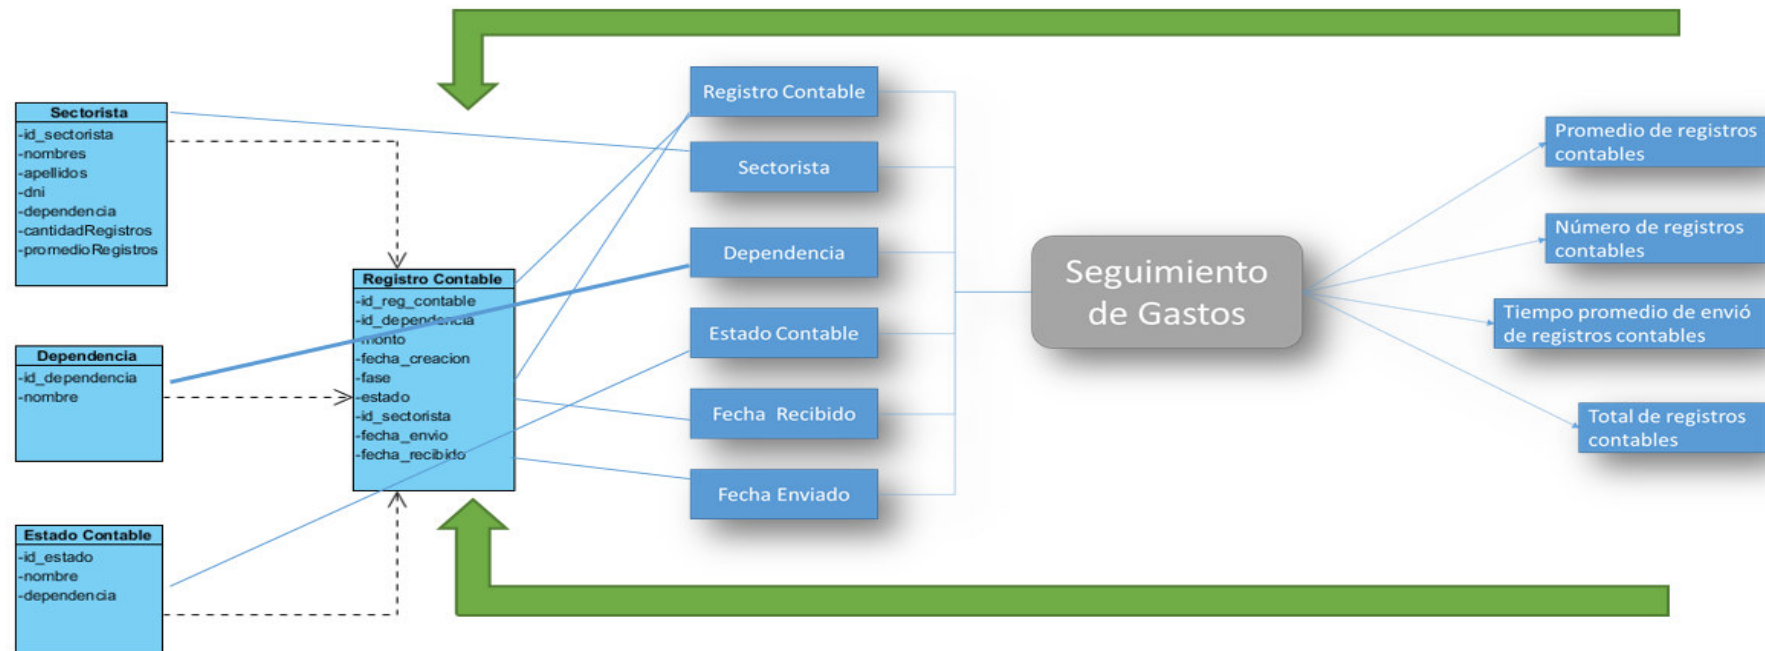 Sectorista
-id_sectorista
-nombres
-apellidos
-dni
-dependencia
-cantidadRegistros
-promedioRegistros
Dependencia
-id_dependencia
-nombre
Estado Contable
-id_estado
-nombre
-dependencia
Registro Contable
-id_reg_contable
-id_dependencia
-monto
-fecha_creacion
-fase
-estado
-id_sectorista
-fecha_envio
-fecha_recibido
Registro Contable
Sectorista
Dependencia
Estado Contable
Fecha Recibido
Fecha Enviado
Seguimiento
de Gastos
Promedio de registros
contables
Número de registros
contables
Tiempo promedio de envió
de registros contables
Total de registros
contables